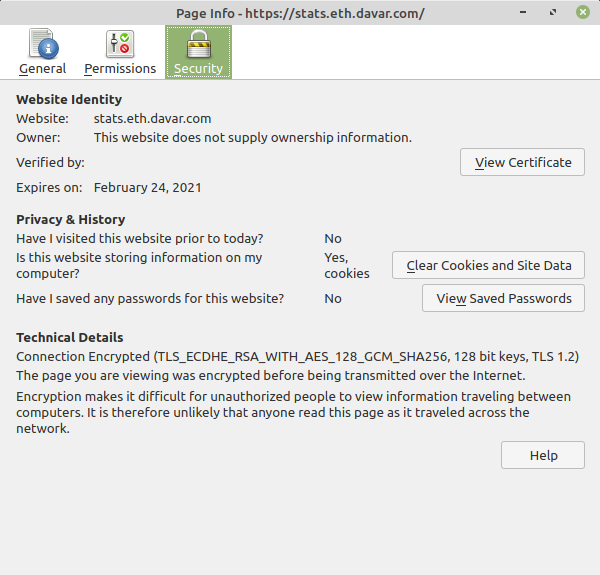 Page Info - https://stats.eth.davar.com/
General Permissions Security
Website Identity
Website: stats.eth.davar.com
Owner: This website does not supply ownership information.
Verified by:
View Certificate
Expires on: February 24, 2021
Privacy & History
Have I visited this website prior to today? No
Is this website storing information on my
computer?
Yes,
cookies
Clear Cookies and Site Data
Have I saved any passwords for this website? No
View Saved Passwords
Technical Details
Connection Encrypted (TLS_ECDHE_RSA_WITH_AES_128_GCM_SHA256, 128 bit keys, TLS 1.2)
The page you are viewing was encrypted before being transmitted over the Internet.
Encryption makes it difficult for unauthorized people to view information traveling between
computers. It is therefore unlikely that anyone read this page as it traveled across the
network.
Help